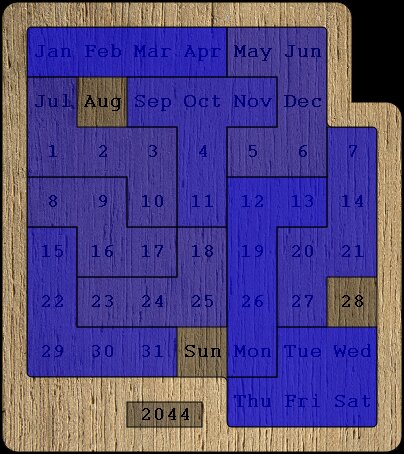 Jan Feb Mar Apr May Jun
Jul Aug Sep Oct Nov Dec
1 2 3 4 5 6 7
8 9 10 11 12 13 14
15 16 17 18 19 20 21
22 23 24 25 26 27 28
29 30 31 Sun Mon Tue Wed
Thu Fri Sat
2044